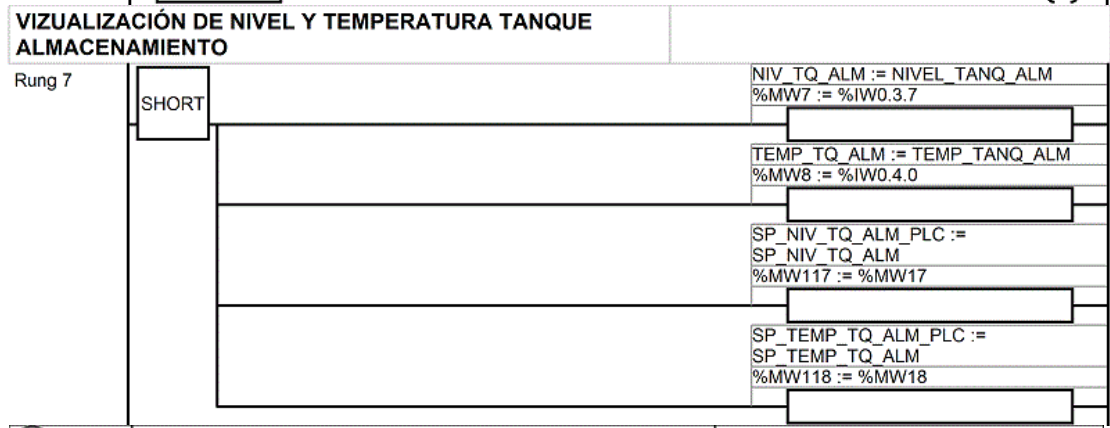 VIZUALIZACIÓN DE NIVEL Y TEMPERATURA TANQUE
ALMACENAMIENTO
Rung 7
SHORT
NIV_TQ_ALM := NIVEL_TANQ_ALM
%MW7 := %IW0.3.7
TEMP_TQ_ALM := TEMP_TANQ_ALM
%MW8 := %IW0.4.0
SP_NIV_TQ_ALM_PLC :=
SP_NIV_TQ_ALM
%MW117 := %MW17
SP_TEMP_TQ_ALM_PLC :=
SP_TEMP_TQ_ALM
%MW118 := %MW18